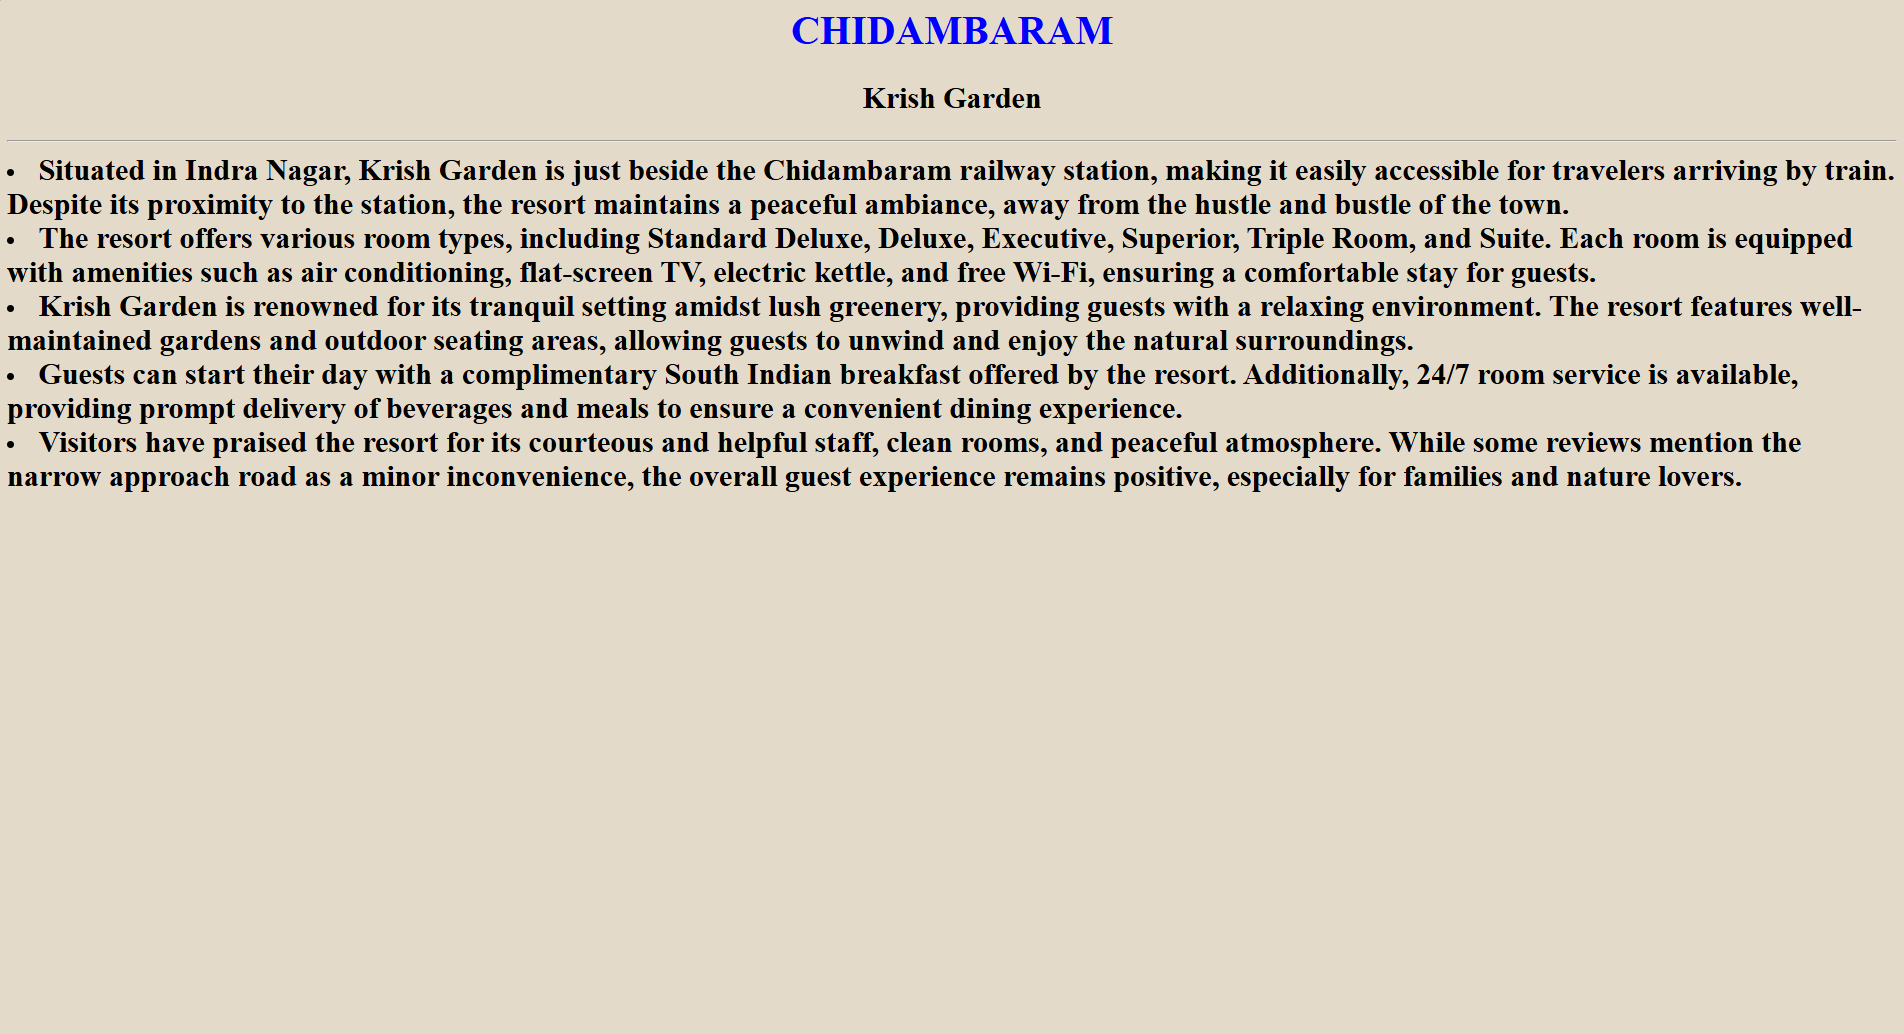 CHIDAMBARAM
Krish Garden
• Situated in Indra Nagar, Krish Garden is just beside the Chidambaram railway station, making it easily accessible for travelers arriving by train.
Despite its proximity to the station, the resort maintains a peaceful ambiance, away from the hustle and bustle of the town.
• The resort offers various room types, including Standard Deluxe, Deluxe, Executive, Superior, Triple Room, and Suite. Each room is equipped
with amenities such as air conditioning, flat-screen TV, electric kettle, and free Wi-Fi, ensuring a comfortable stay for guests.
• Krish Garden is renowned for its tranquil setting amidst lush greenery, providing guests with a relaxing environment. The resort features well-
maintained gardens and outdoor seating areas, allowing guests to unwind and enjoy the natural surroundings.
• Guests can start their day with a complimentary South Indian breakfast offered by the resort. Additionally, 24/7 room service is available,
providing prompt delivery of beverages and meals to ensure a convenient dining experience.
• Visitors have praised the resort for its courteous and helpful staff, clean rooms, and peaceful atmosphere. While some reviews mention the
narrow approach road as a minor inconvenience, the overall guest experience remains positive, especially for families and nature lovers.